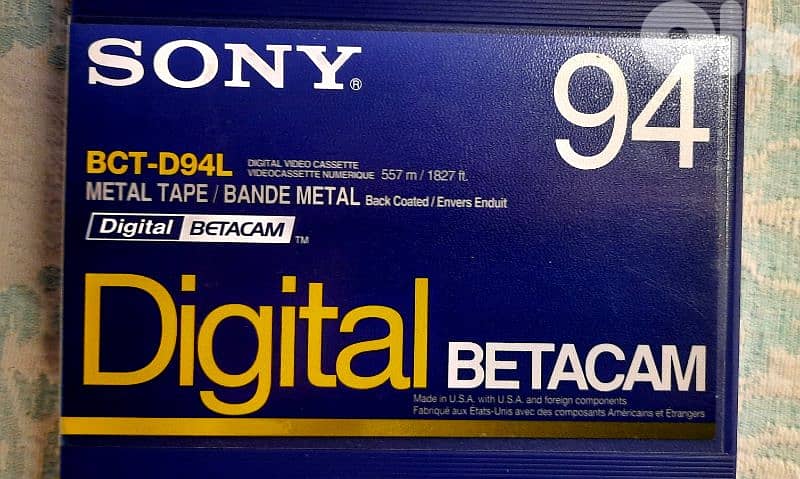 SONY®
94
BCT-D94L DIGITAL VIDEO CASSETTE
VIDEOCASSETTE NUMERIQUE 557 m / 1827 ft.
METAL TAPE / BANDE METAL Back Coated / Envers Enduit
Digital BETACAM ™
Digital BETACAM
Made in U.S.A. with U.S.A. and foreign components
Fabriqué aux Etats-Unis avec des composants Américains et Etrangers